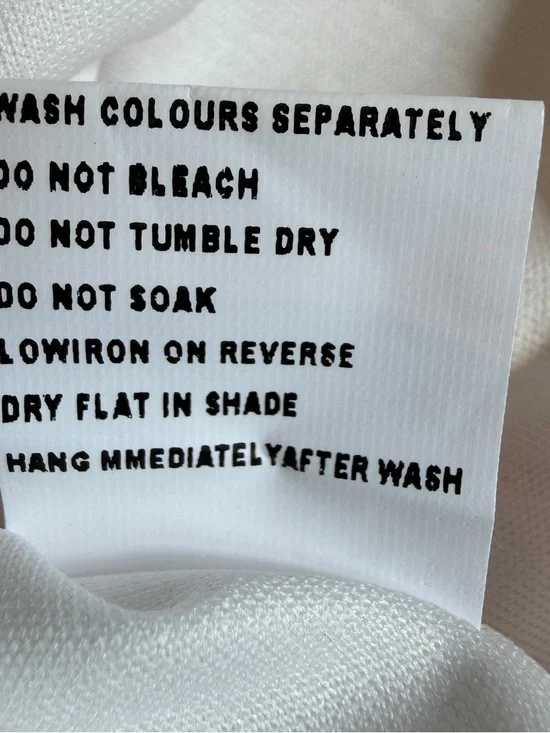 WASH COLOURS SEPARATELY
DO NOT BLEACH
DO NOT TUMBLE DRY
DO NOT SOAK
LOWIRON ON REVERSE
DRY FLAT IN SHADE
HANG MMEDIATELYAFTER WASH